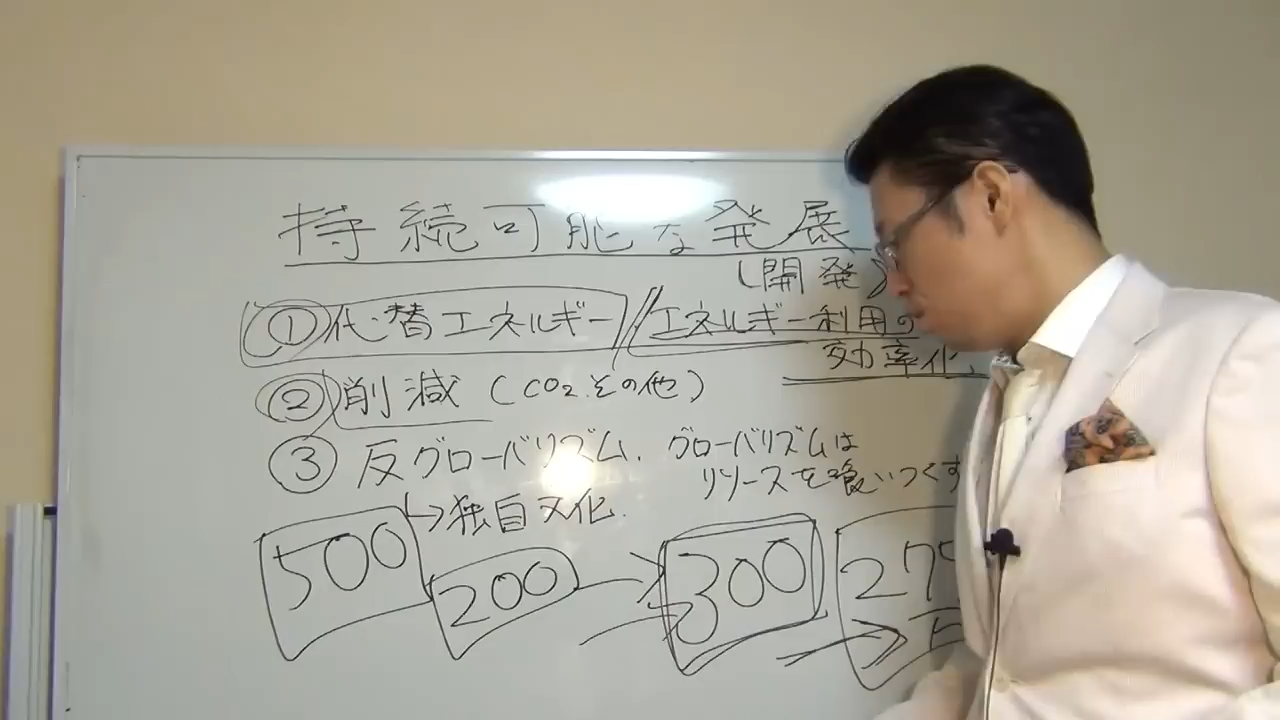 持続可能な発展
(開発)
①代替エネルギー//エネルギー利用の
効率化、
②削減(CO2.その他)
③反グローバリズム. グローバリズムは
リソースを喰いつくす
→独自文化.
500 200 → 300 → 27